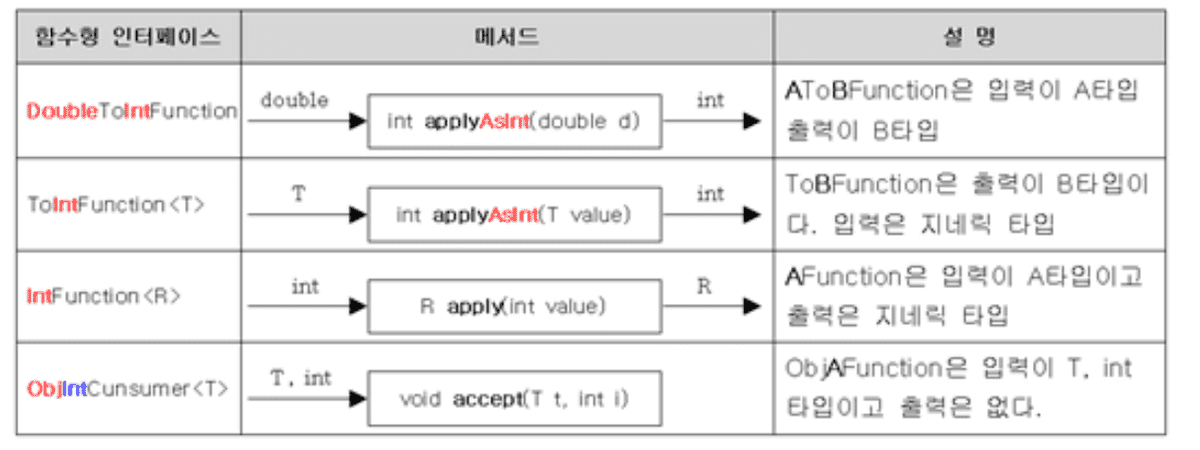 함수형 인터페이스 메서드 설 명
DoubleToIntFunction
double
int applyAsInt(double d)
int
AToBFunction은 입력이 A타입
출력이 B타입
ToIntFunction<T>
T
int applyAsInt(T value)
int
ToBFunction은 출력이 B타입이
다. 입력은 지네릭 타입
IntFunction<R>
int
R apply(int value)
R
AFunction은 입력이 A타입이고
출력은 지네릭 타입
ObjIntCunsumer<T>
T, int
void accept(T t, int i)
ObjAFunction은 입력이 T, int
타입이고 출력은 없다.